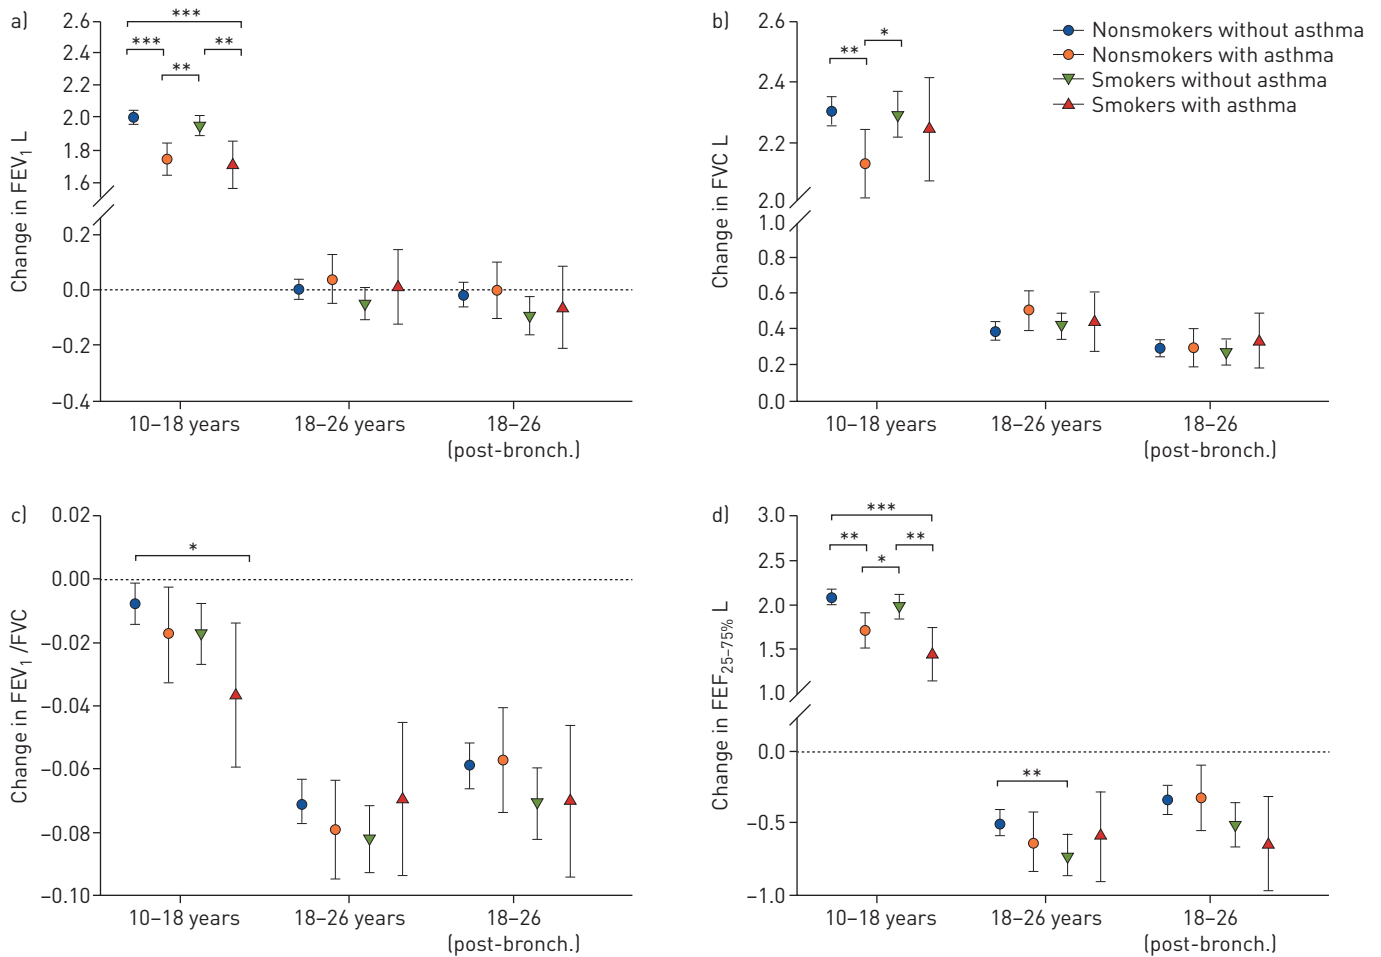 a)
Change in FEV1 L
2.6
2.4
2.2
2.0
1.8
1.6
0.2
0.0
−0.2
−0.4
***
*** **
**
10–18 years 18–26 years 18–26
(post-bronch.)
b)
Change in FVC L
2.6
2.4
2.2
2.0
1.0
0.8
0.6
0.4
0.2
0.0
*
**
Nonsmokers without asthma
Nonsmokers with asthma
Smokers without asthma
Smokers with asthma
10–18 years 18–26 years 18–26
(post-bronch.)
c)
Change in FEV1 /FVC
0.02
0.00
−0.02
−0.04
−0.06
−0.08
−0.10
*
10–18 years 18–26 years 18–26
(post-bronch.)
d)
Change in FEF25–75% L
3.0
2.5
2.0
1.5
1.0
0.0
−0.5
−1.0
***
** **
*
**
10–18 years 18–26 years 18–26
(post-bronch.)